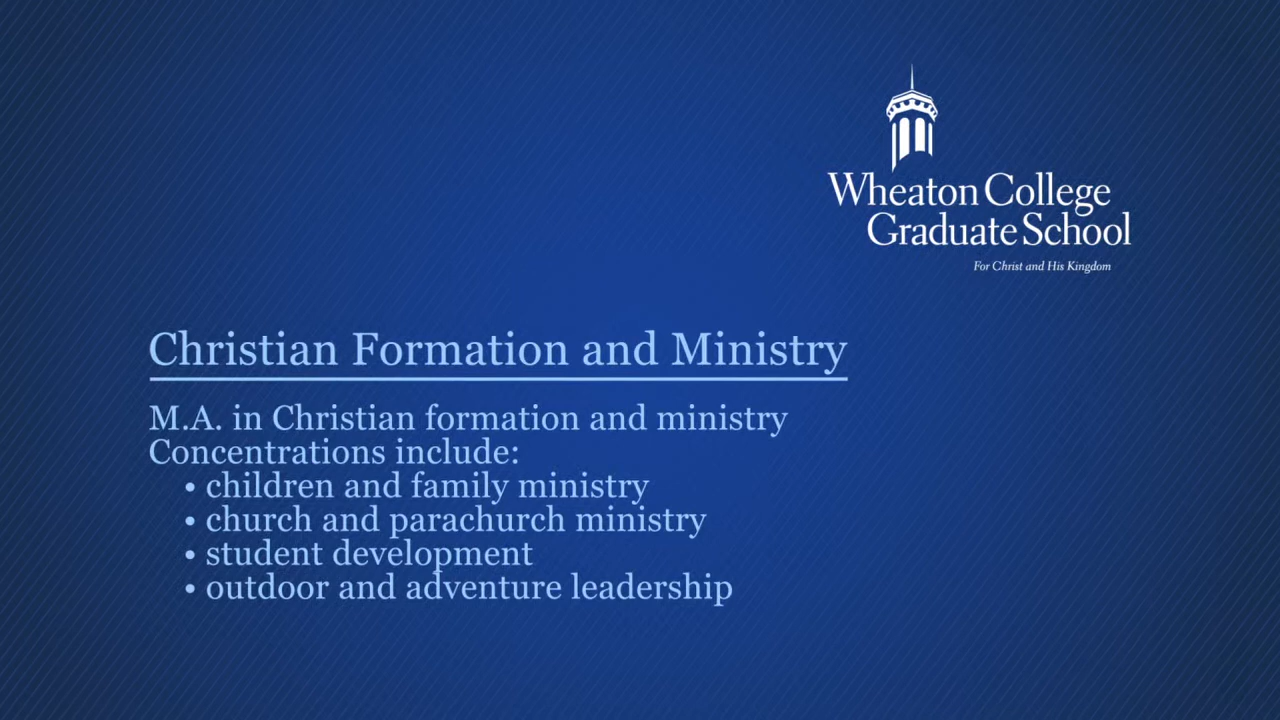 Wheaton College
Graduate School
For Christ and His Kingdom
Christian Formation and Ministry
M.A. in Christian formation and ministry
Concentrations include:
• children and family ministry
• church and parachurch ministry
• student development
• outdoor and adventure leadership